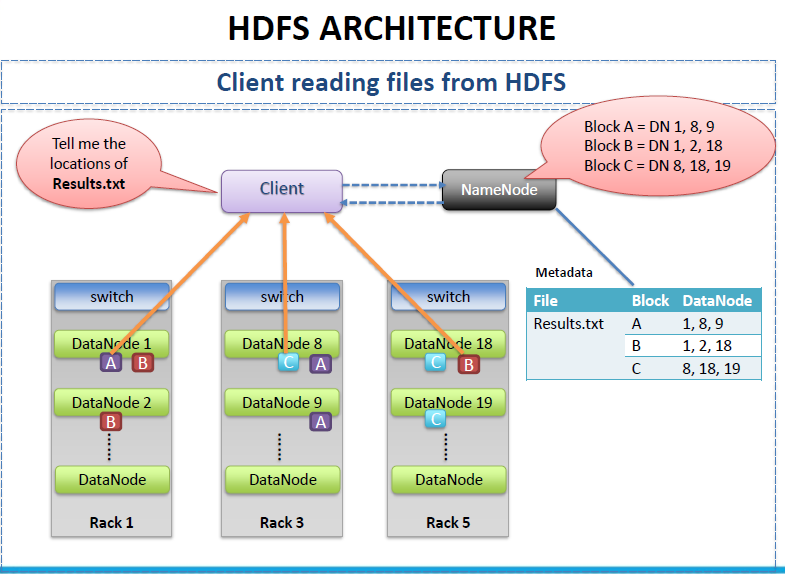 HDFS ARCHITECTURE
Client reading files from HDFS
Tell me the
locations of
Results.txt
Client
NameNode
Block A = DN 1, 8, 9
Block B = DN 1, 2, 18
Block C = DN 8, 18, 19
Metadata
File Block DataNode
Results.txt A 1, 8, 9
B 1, 2, 18
C 8, 18, 19
switch
DataNode 1
A B
DataNode 2
B
DataNode
Rack 1
switch
DataNode 8
C A
DataNode 9
A
DataNode
Rack 3
switch
DataNode 18
C B
DataNode 19
C
DataNode
Rack 5